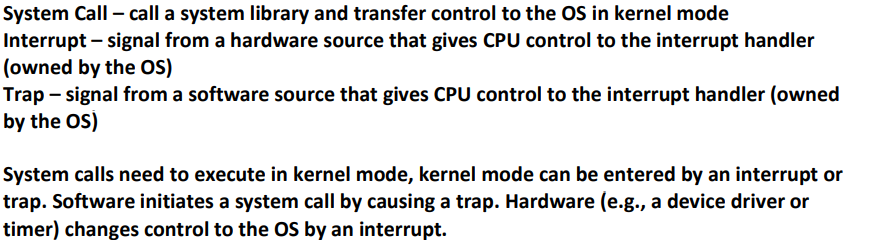 System Call – call a system library and transfer control to the OS in kernel mode
Interrupt – signal from a hardware source that gives CPU control to the interrupt handler
(owned by the OS)
Trap – signal from a software source that gives CPU control to the interrupt handler (owned
by the OS)
System calls need to execute in kernel mode, kernel mode can be entered by an interrupt or
trap. Software initiates a system call by causing a trap. Hardware (e.g., a device driver or
timer) changes control to the OS by an interrupt.